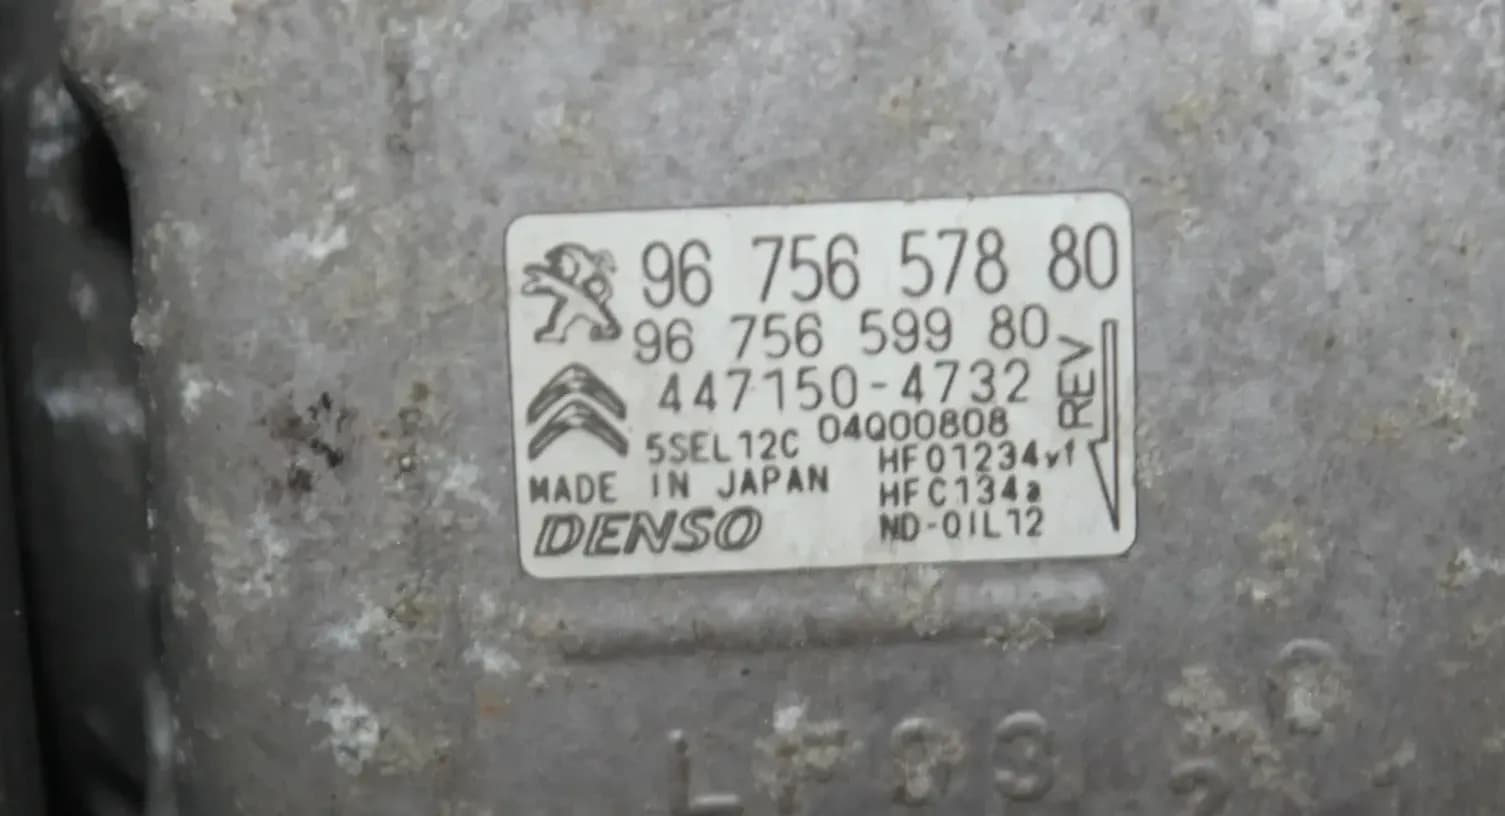 96 756 578 80
96 756 599 80
447150-4732
REV
5SEL12C 04Q00808
HF01234yf
MADE IN JAPAN HFC134a
DENSO ND-OIL12